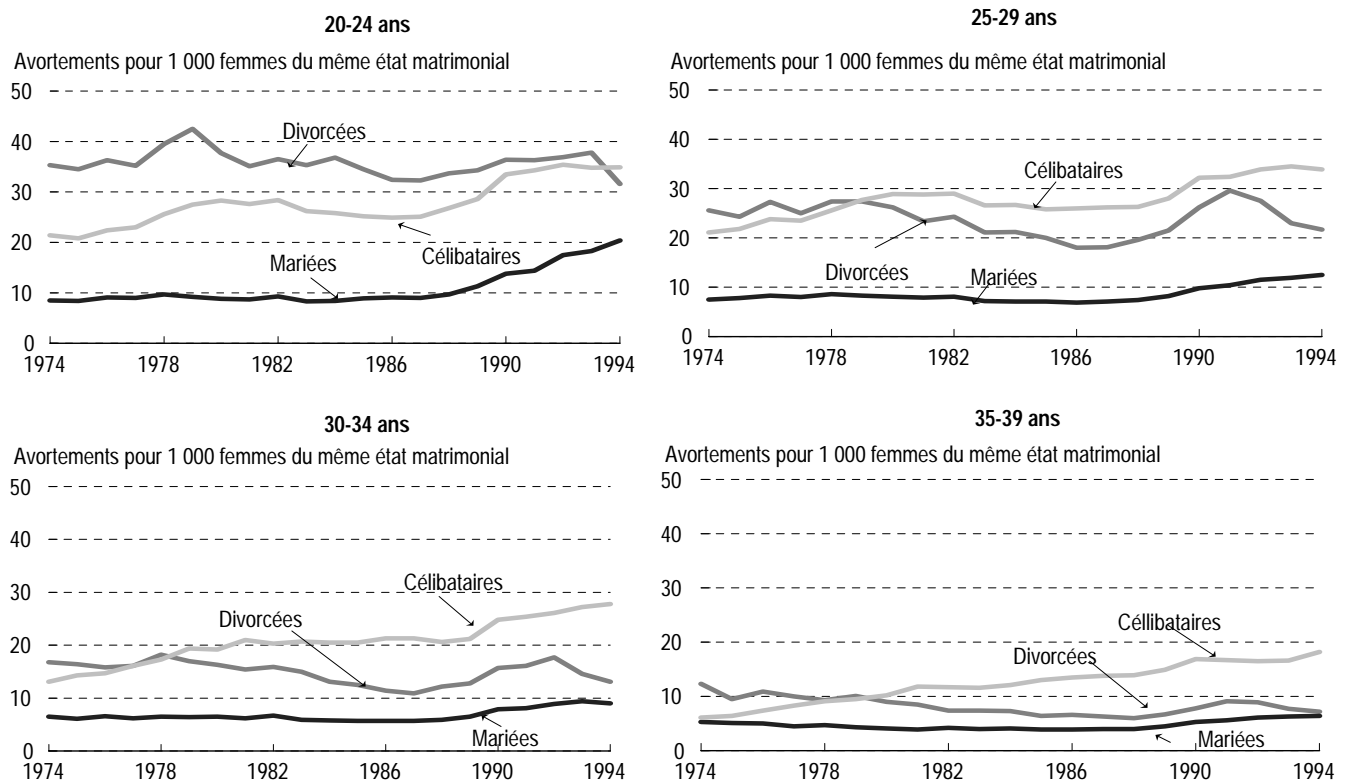 20-24 ans
Avortements pour 1 000 femmes du même état matrimonial
50
40
30
20
10
0
Divorcées
Célibataires
Mariées
1974 1978 1982 1986 1990 1994
25-29 ans
Avortements pour 1 000 femmes du même état matrimonial
50
40
30
20
10
0
Célibataires
Divorcées
Mariées
1974 1978 1982 1986 1990 1994
30-34 ans
Avortements pour 1 000 femmes du même état matrimonial
50
40
30
20
10
0
Célibataires
Divorcées
Mariées
1974 1978 1982 1986 1990 1994
35-39 ans
Avortements pour 1 000 femmes du même état matrimonial
50
40
30
20
10
0
Céllibataires
Divorcées
Mariées
1974 1978 1982 1986 1990 1994